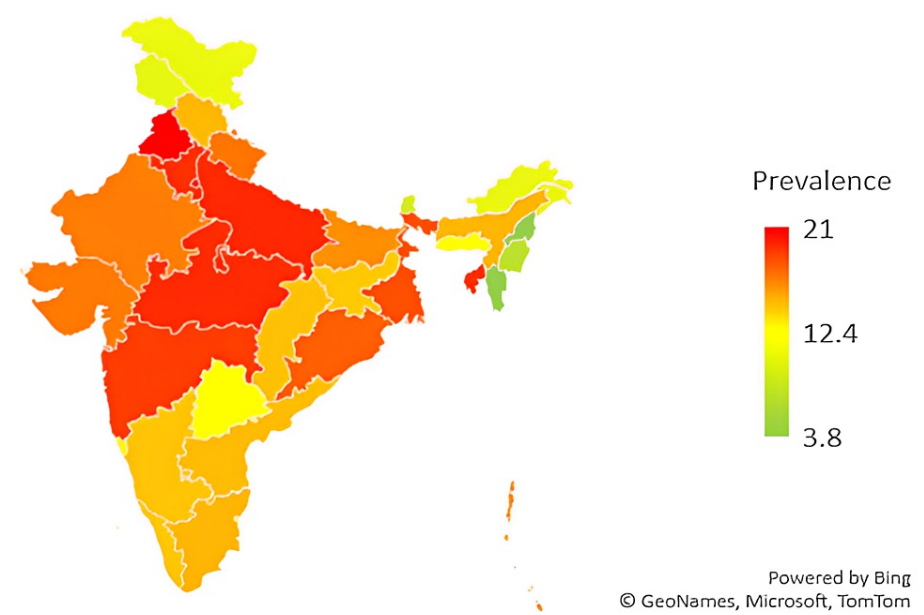 Prevalence
21
12.4
3.8
Powered by Bing
© GeoNames, Microsoft, TomTom